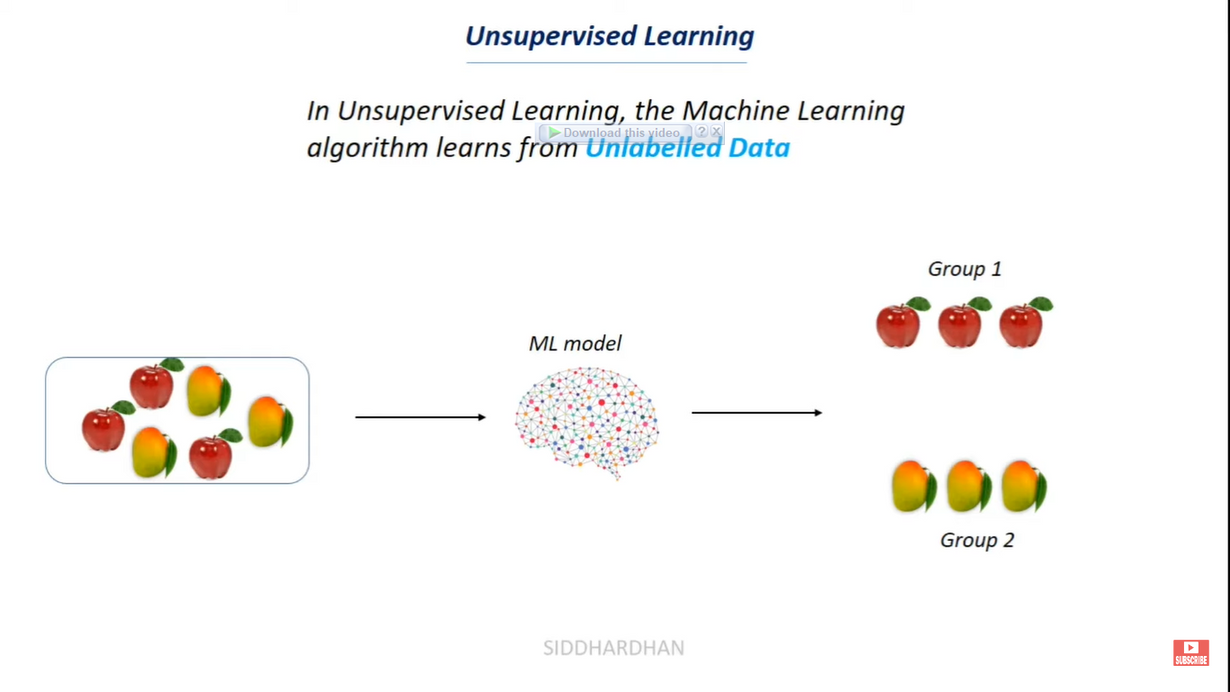 Unsupervised Learning
In Unsupervised Learning, the Machine Learning
Download this video ? X
algorithm learns from Unlabelled Data
Group 1
ML model
Group 2
SIDDHARDHAN
SUBSCRIBE